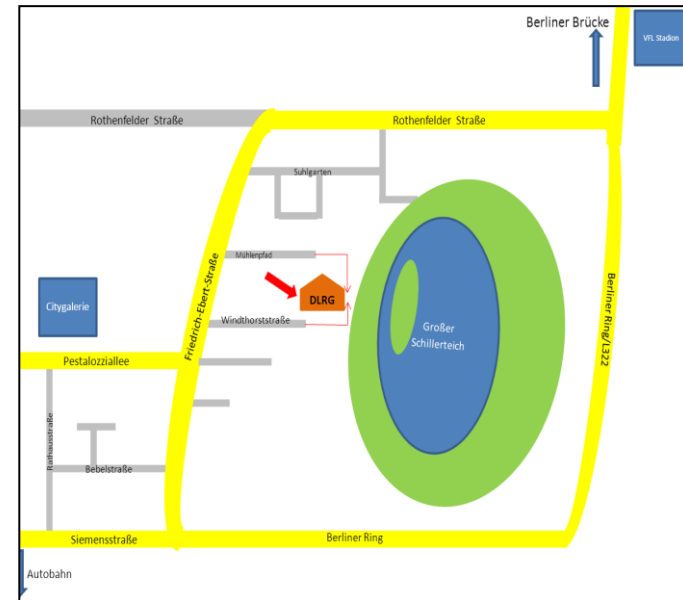 Berliner Brücke
VFL Stadion
Rothenfelder Straße
Rothenfelder Straße
Suhlgarten
Mühlenpfad
Friedrich-Ebert-Straße
DLRG
Citygalerie
Windthorststraße
Großer
Schillerteich
Berliner Ring/L322
Pestalozziallee
Rathausstraße
Bebelstraße
Siemensstraße
Berliner Ring
Autobahn